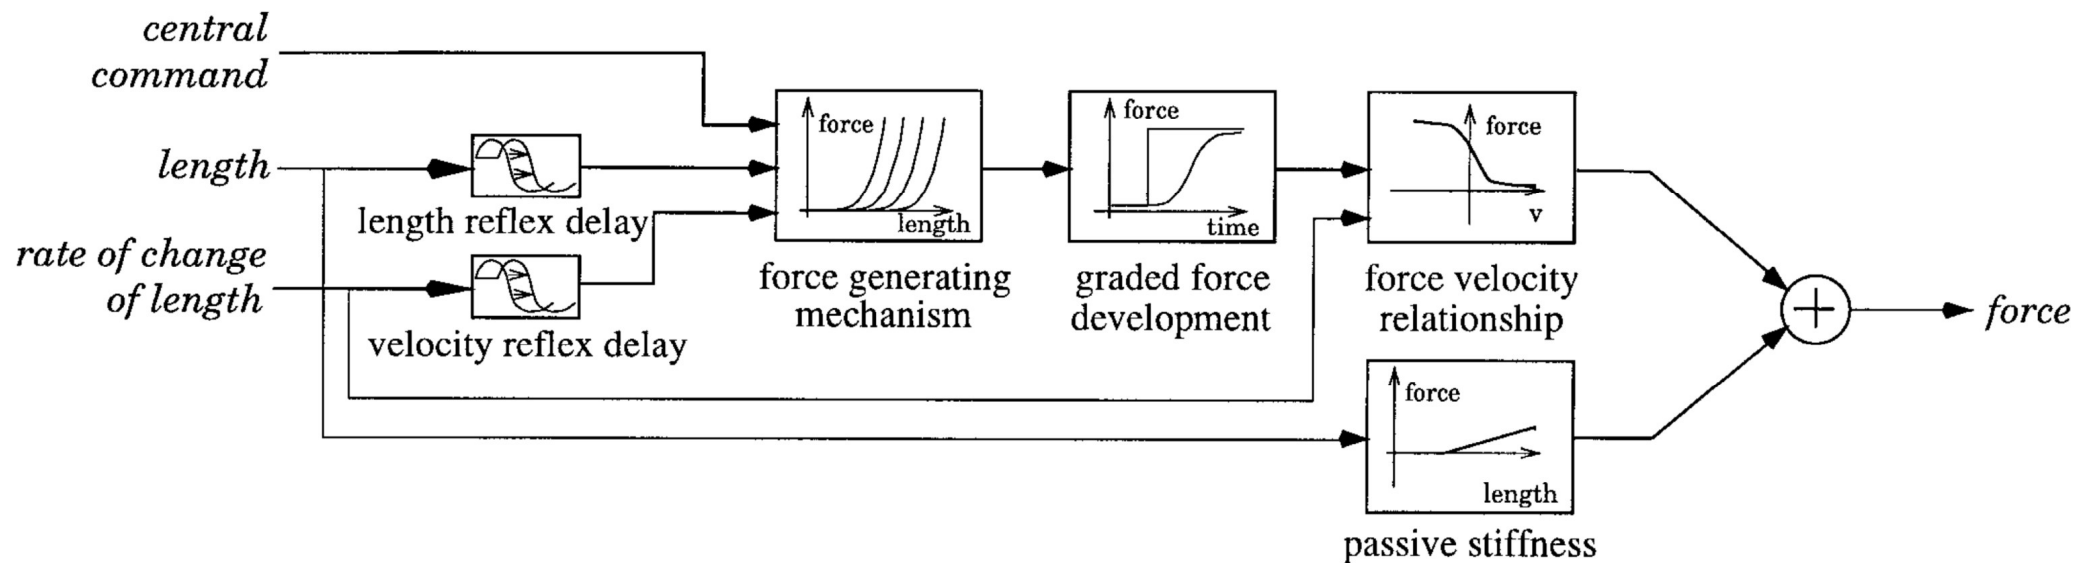 central
command
length
rate of change
of length
length reflex delay
velocity reflex delay
force
length
force generating
mechanism
force
time
graded force
development
force
v
force velocity
relationship
force
length
passive stiffness
+
force